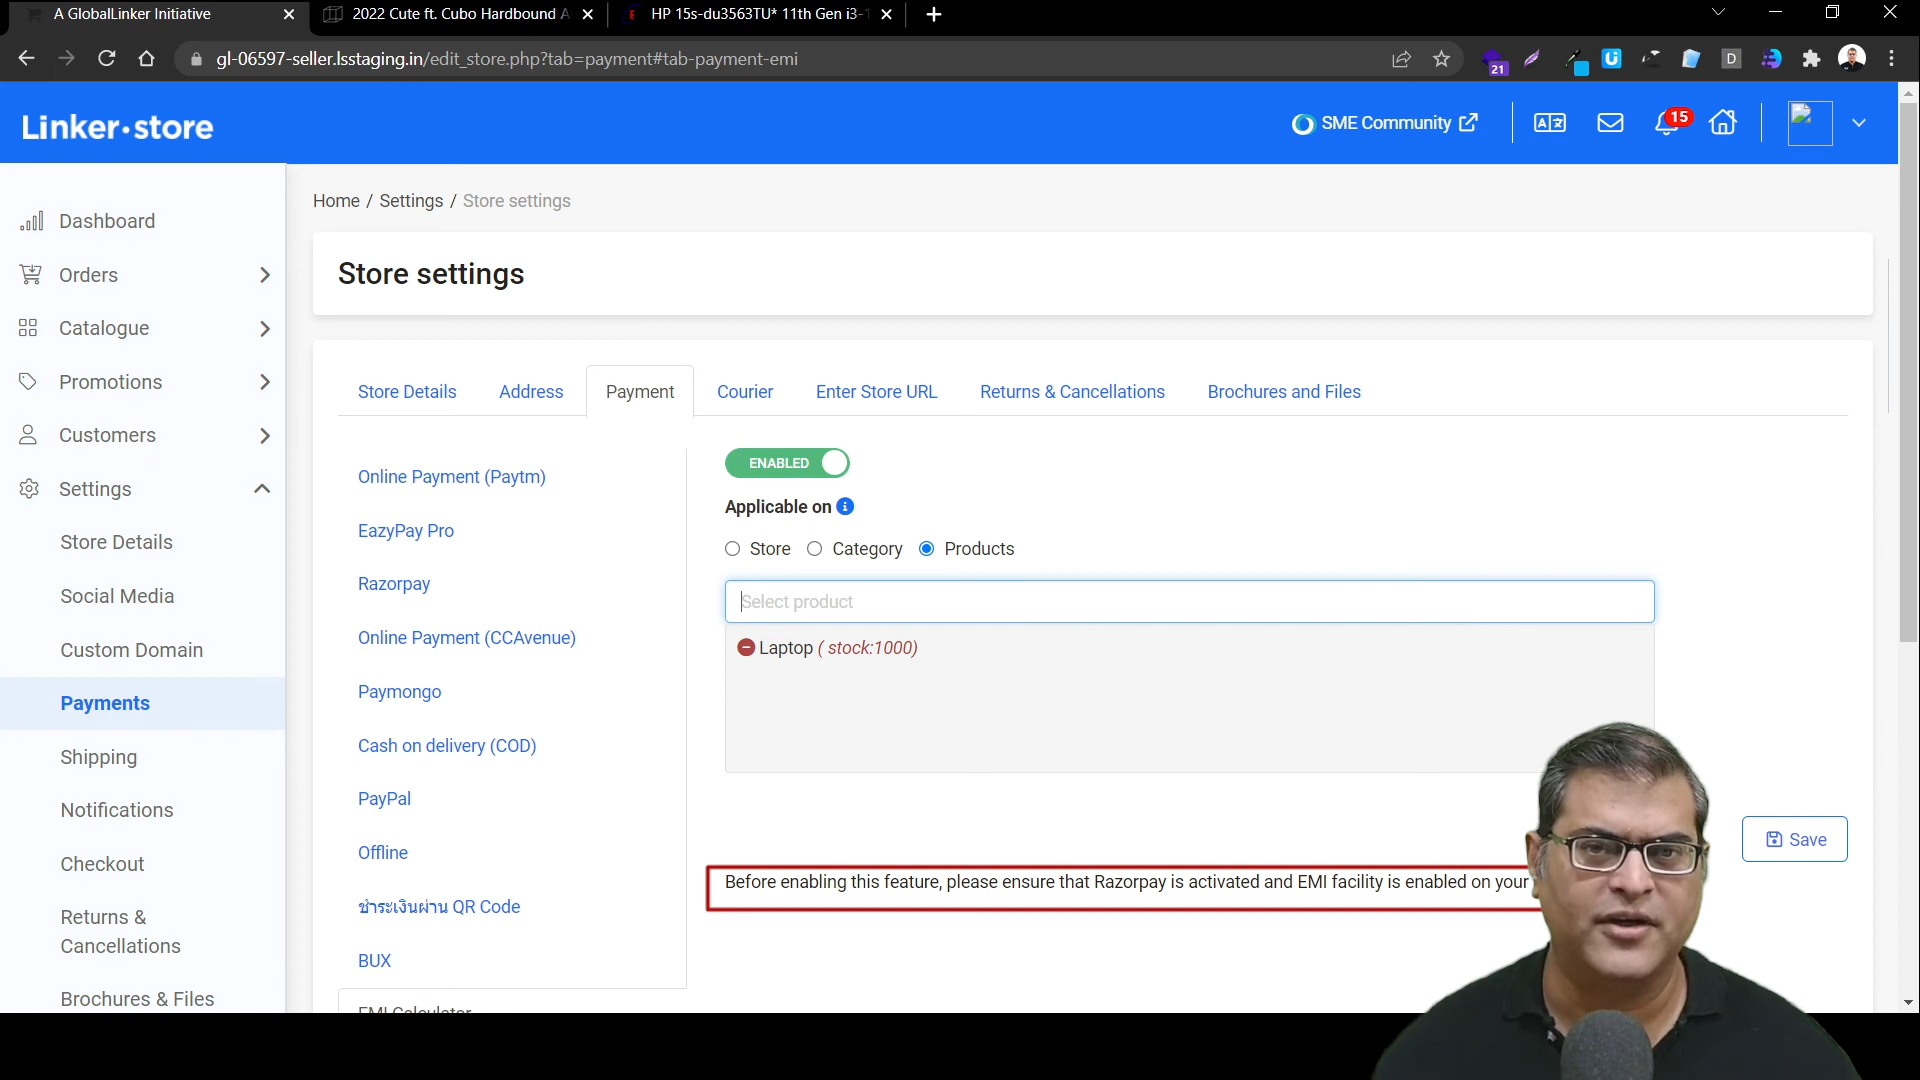 A GlobalLinker Initiative
2022 Cute ft. Cubo Hardbound A
HP 15s-du3563TU* 11th Gen i3-1
gl-06597-seller.lsstaging.in/edit_store.php?tab=payment#tab-payment-emi
21
D
Linker·store
SME Community
15
Home / Settings / Store settings
Dashboard
Orders
Catalogue
Promotions
Customers
Settings
Store Details
Social Media
Custom Domain
Payments
Shipping
Notifications
Checkout
Returns &
Cancellations
Brochures & Files
Store settings
Store Details
Address
Payment
Courier
Enter Store URL
Returns & Cancellations
Brochures and Files
Online Payment (Paytm)
EazyPay Pro
Razorpay
Online Payment (CCAvenue)
Paymongo
Cash on delivery (COD)
PayPal
Offline
ชำระเงินผ่าน QR Code
BUX
EMI Calculator
ENABLED
Applicable on
Store
Category
Products
Select product
Laptop ( stock:1000)
Save
Before enabling this feature, please ensure that Razorpay is activated and EMI facility is enabled on your